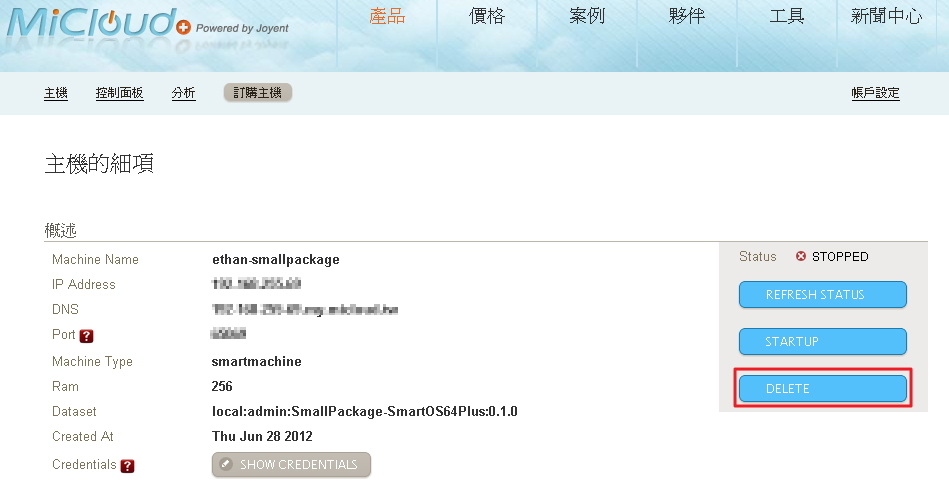 MiCloud Powered by Joyent
產品 價格 案例 夥伴 工具 新聞中心
主機 控制面板 分析 訂購主機 帳戶設定
主機的細項
概述
Machine Name ethan-smallpackage
Status STOPPED
IP Address
REFRESH STATUS
DNS
Port ?
STARTUP
Machine Type smartmachine
Ram 256
DELETE
Dataset local:admin:SmallPackage-SmartOS64Plus:0.1.0
Created At Thu Jun 28 2012
Credentials ? SHOW CREDENTIALS